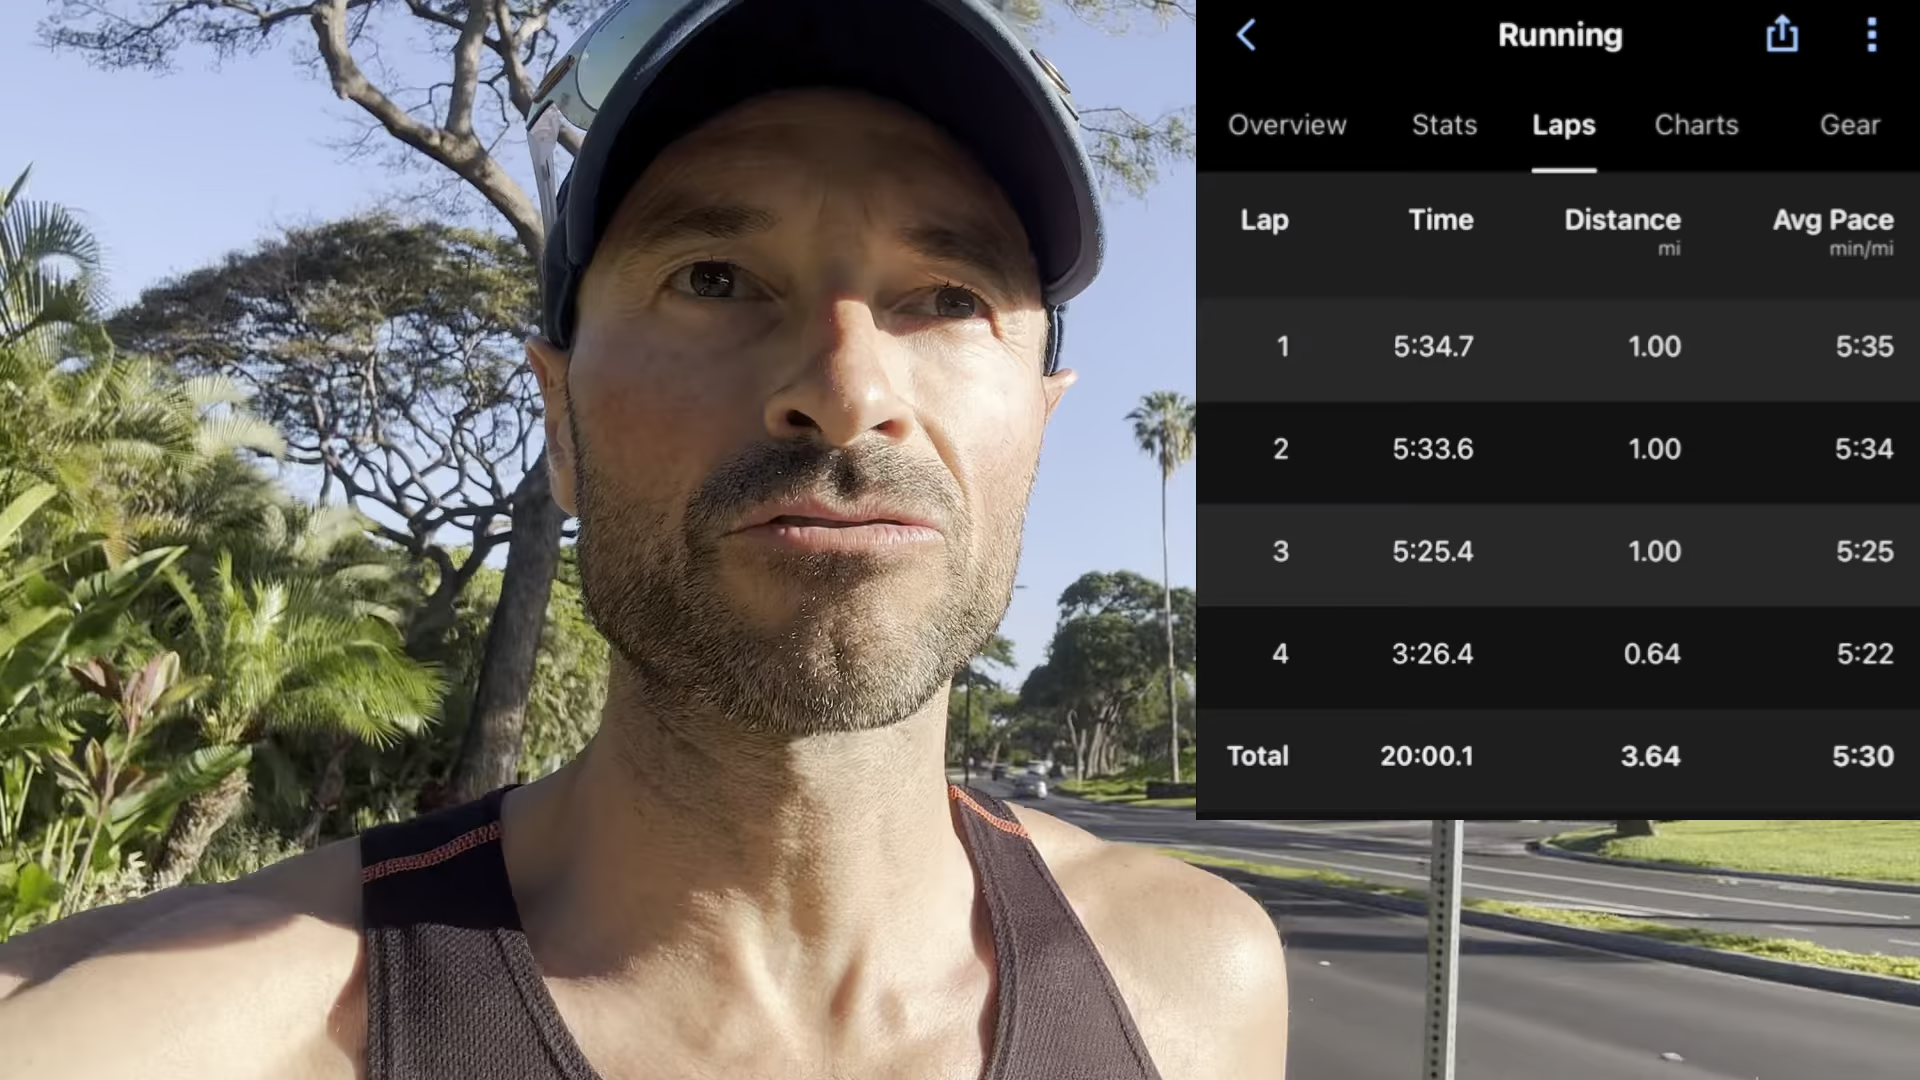 Running
Overview Stats Laps Charts Gear
Lap Time Distance Avg Pace
mi min/mi
1 5:34.7 1.00 5:35
2 5:33.6 1.00 5:34
3 5:25.4 1.00 5:25
4 3:26.4 0.64 5:22
Total 20:00.1 3.64 5:30